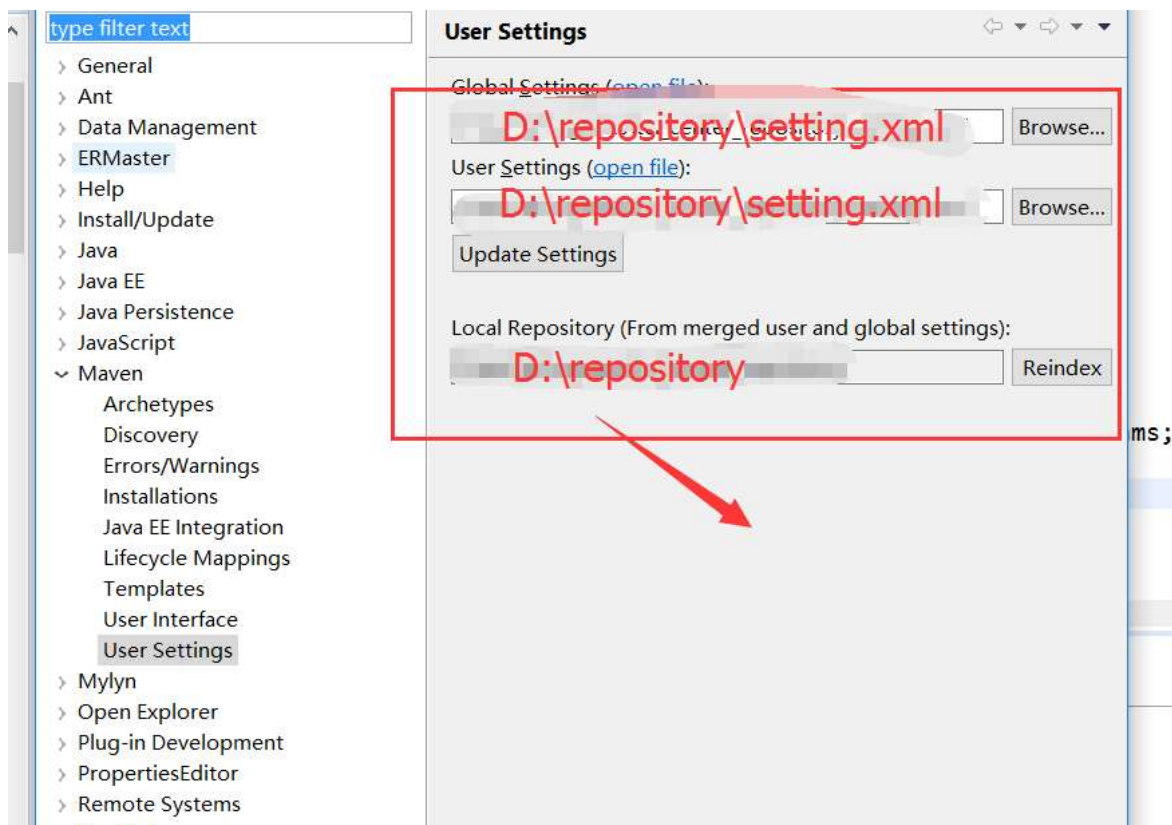 type filter text
General
Ant
Data Management
ERMaster
Help
Install/Update
Java
Java EE
Java Persistence
JavaScript
Maven
Archetypes
Discovery
Errors/Warnings
Installations
Java EE Integration
Lifecycle Mappings
Templates
User Interface
User Settings
Mylyn
Open Explorer
Plug-in Development
PropertiesEditor
Remote Systems
User Settings
Global Settings (open file):
D:\repository\setting.xml
Browse...
User Settings (open file):
D:\repository\setting.xml
Browse...
Update Settings
Local Repository (From merged user and global settings):
D:\repository
Reindex
ms;